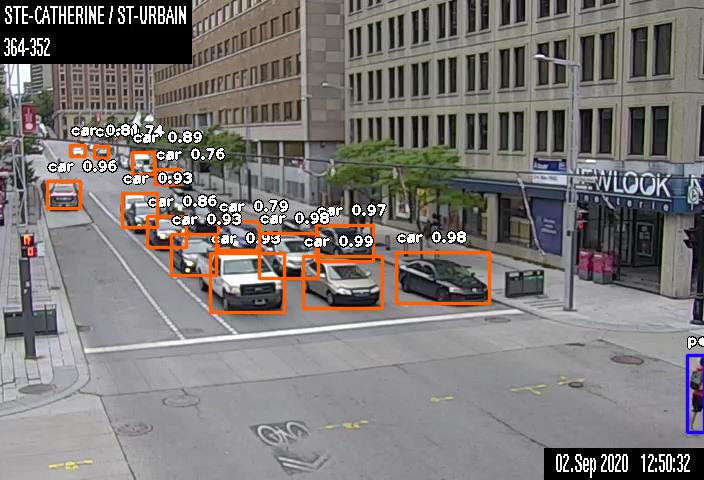 STE-CATHERINE / ST-URBAIN
364-352
car 0.74
car 0.89
car 0.76
car 0.96
car 0.93
car 0.86
car 0.79
car 0.97
car 0.93
car 0.98
car 0.99
car 0.98
NEWLOOK
02.Sep 2020 12:50:32